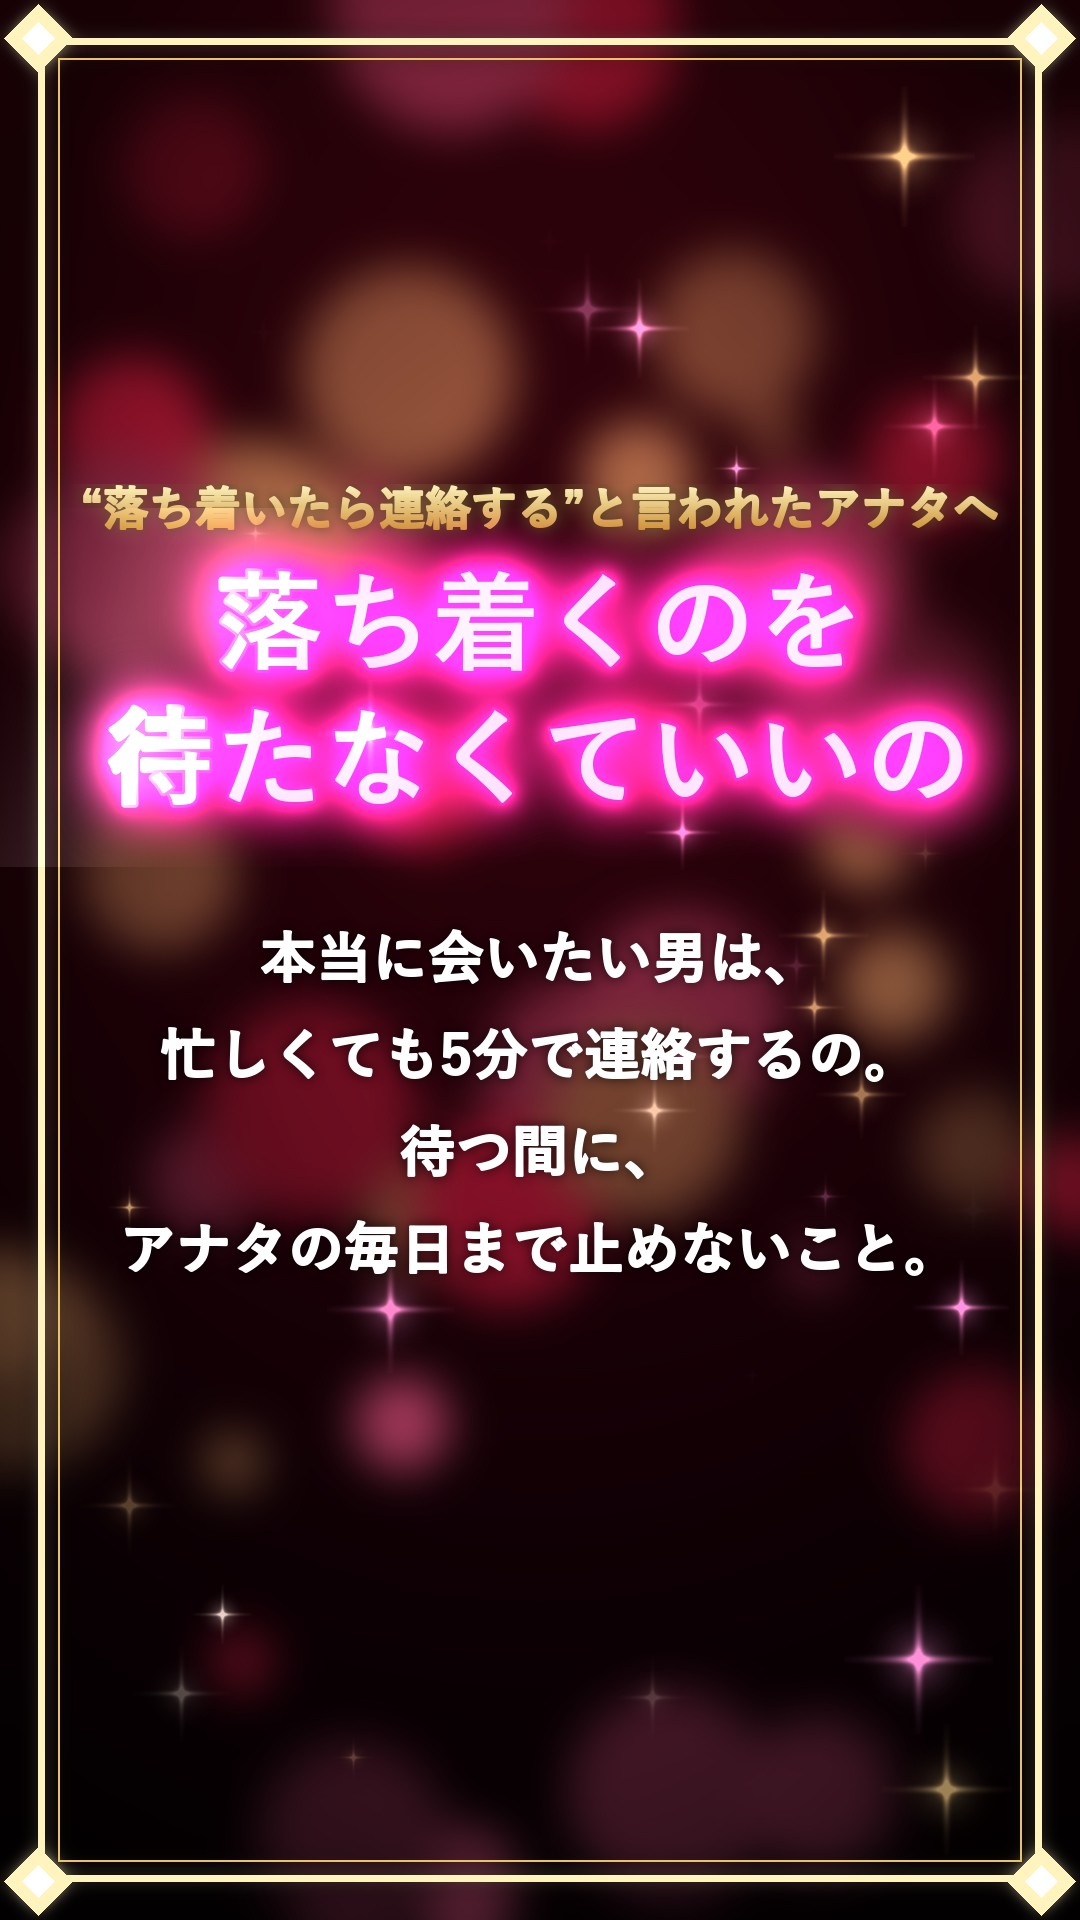 “落ち着いたら連絡する”と言われたアナタへ
落ち着くのを
待たなくていいの
本当に会いたい男は、
忙しくても5分で連絡するの。
待つ間に、
アナタの毎日まで止めないこと。